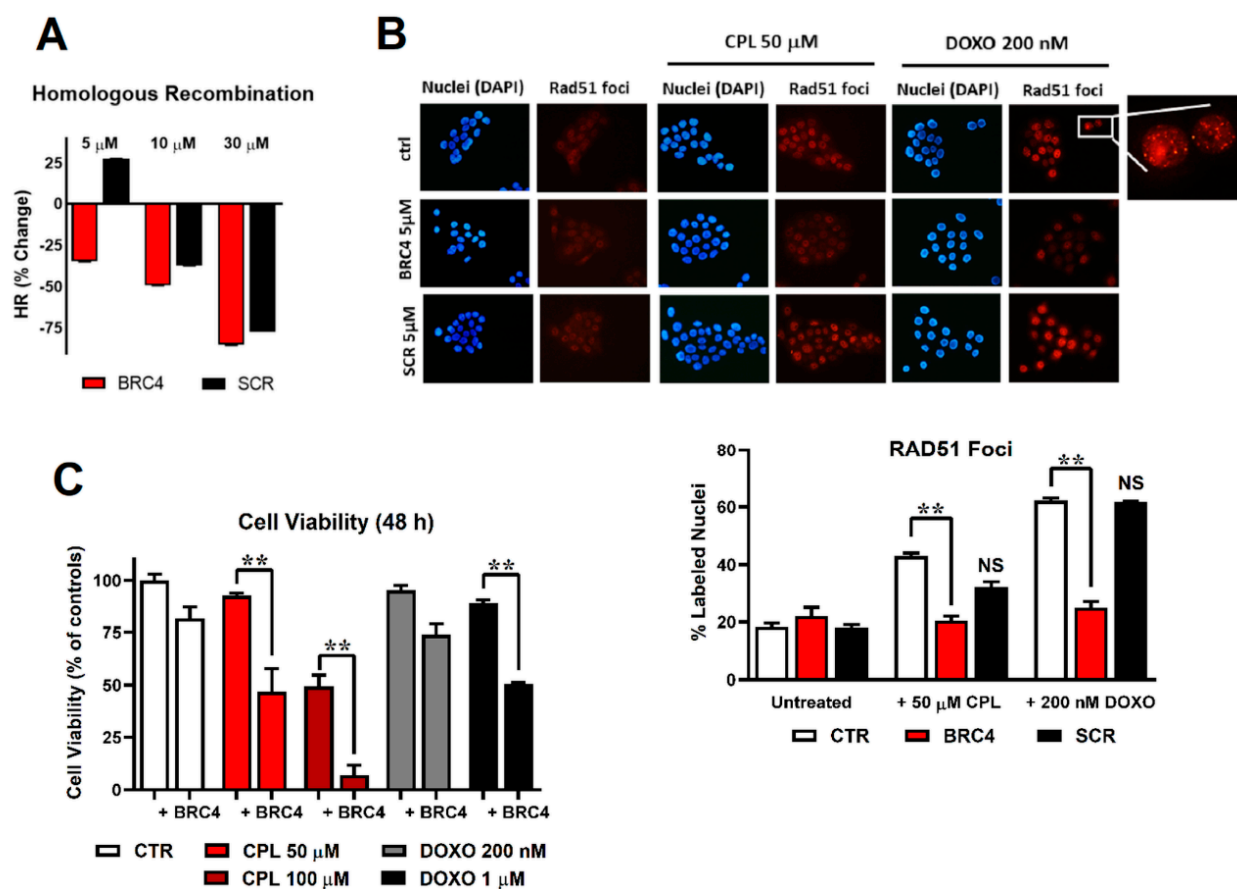 A
Homologous Recombination
5 μM 10 μM 30 μM
25
0
-25
-50
-75
HR (% Change)
BRC4 SCR
B
CPL 50 μM DOXO 200 nM
Nuclei (DAPI) Rad51 foci Nuclei (DAPI) Rad51 foci Nuclei (DAPI) Rad51 foci
ctrl
BRC4 5μM
SCR 5μM
RAD51 Foci
80
60
40
20
0
% Labeled Nuclei
** NS ** NS
Untreated + 50 μM CPL + 200 nM DOXO
CTR BRC4 SCR
C
Cell Viability (48 h)
100
75
50
25
0
Cell Viability (% of controls)
** ** **
+ BRC4 + BRC4 + BRC4 + BRC4 + BRC4
CTR CPL 50 μM DOXO 200 nM
CPL 100 μM DOXO 1 μM